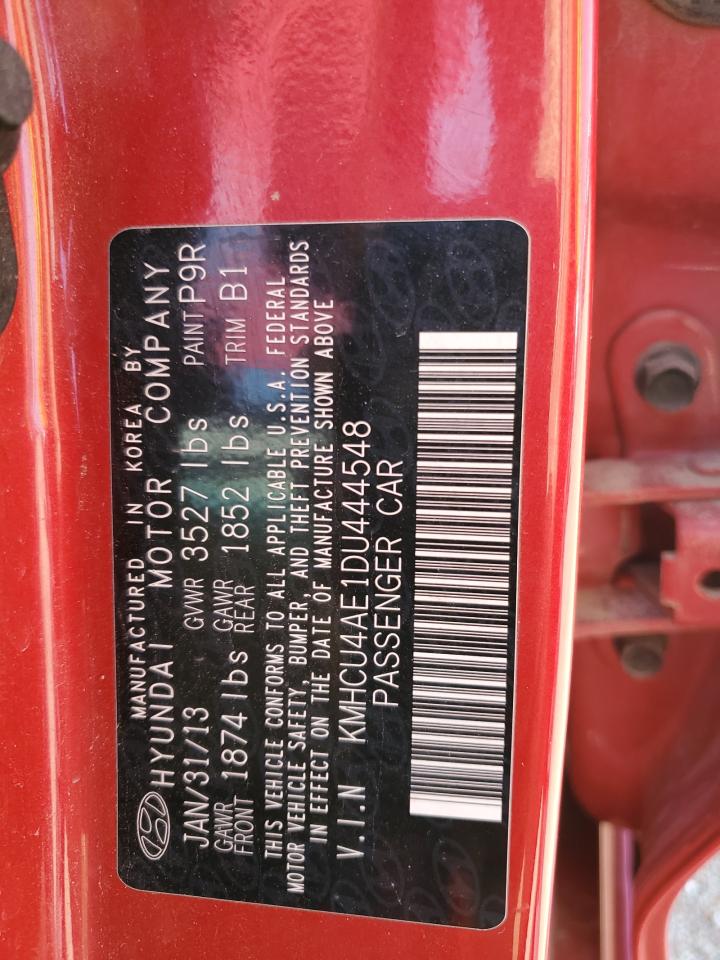 MANUFACTURED IN KOREA BY
HYUNDAI MOTOR COMPANY
JAN/31/13 GVWR 3527 lbs PAINT P9R
GAWR FRONT 1874 lbs GAWR REAR 1852 lbs TRIM B1
THIS VEHICLE CONFORMS TO ALL APPLICABLE U.S.A. FEDERAL
MOTOR VEHICLE SAFETY, BUMPER, AND THEFT PREVENTION STANDARDS
IN EFFECT ON THE DATE OF MANUFACTURE SHOWN ABOVE
V.I.N KMHCU4AE1DU444548
PASSENGER CAR